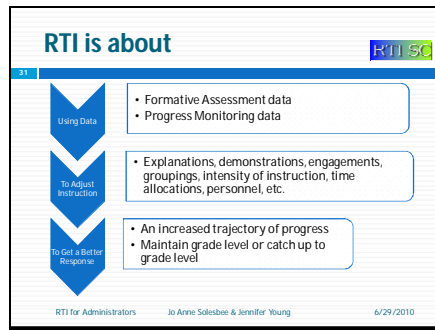 RTI is about
RTI SC
31
Using Data
• Formative Assessment data
• Progress Monitoring data
To Adjust
Instruction
• Explanations, demonstrations, engagements,
groupings, intensity of instruction, time
allocations, personnel, etc.
To Get a Better
Response
• An increased trajectory of progress
• Maintain grade level or catch up to
grade level
RTI for Administrators
Jo Anne Solesbee & Jennifer Young
6/29/2010